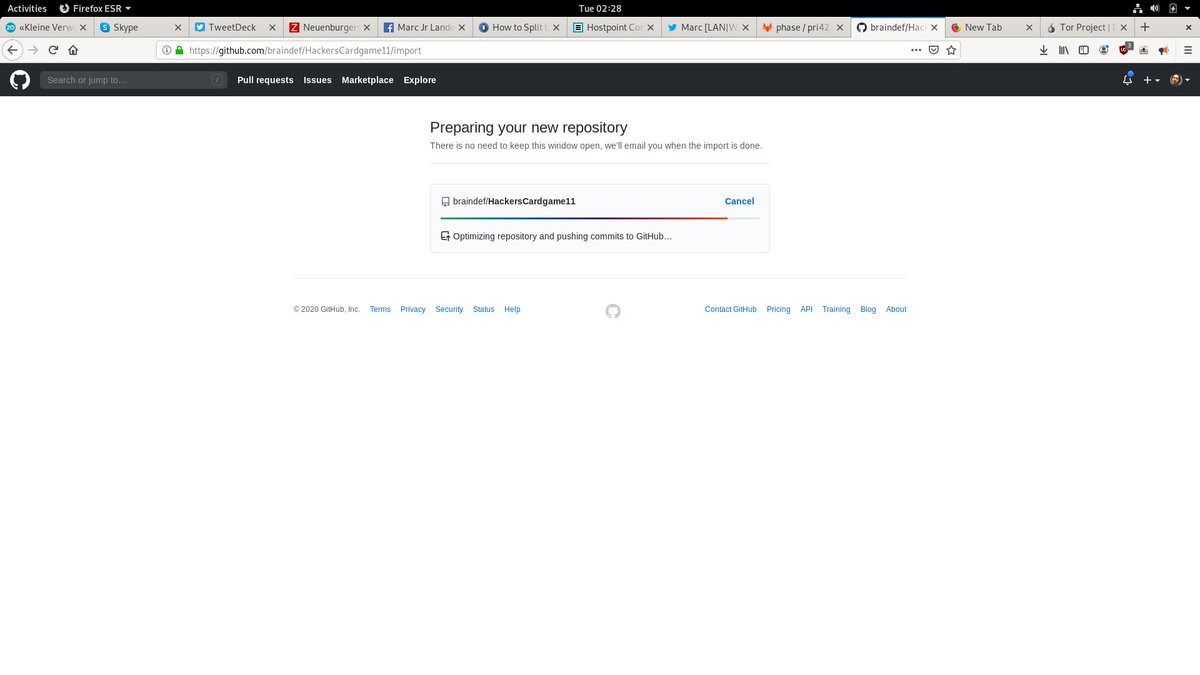 Activities Firefox ESR Tue 02:28
«Kleine Verw Skype TweetDeck Neuenburger Marc Jr Lando How to Split Hostpoint Con Marc [LAN|W phase / pri42 braindef/Hack New Tab Tor Project |
https://github.com/braindef/HackersCardgame11/import 3
Search or jump to… / Pull requests Issues Marketplace Explore
Preparing your new repository
There is no need to keep this window open, we'll email you when the import is done.
braindef/HackersCardgame11 Cancel
Optimizing repository and pushing commits to GitHub…
© 2020 GitHub, Inc. Terms Privacy Security Status Help Contact GitHub Pricing API Training Blog About